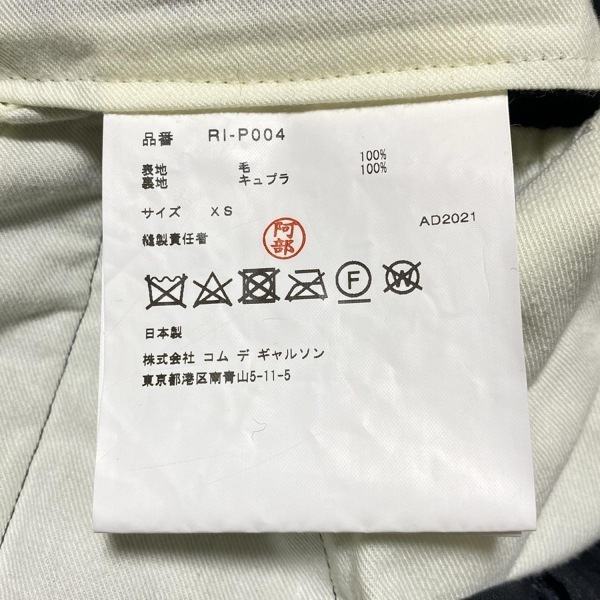 品番 RI-P004
表地 毛 100%
裏地 キュプラ 100%
サイズ XS
縫製責任者 阿部
AD2021
F W
日本製
株式会社 コム デ ギャルソン
東京都港区南青山5-11-5